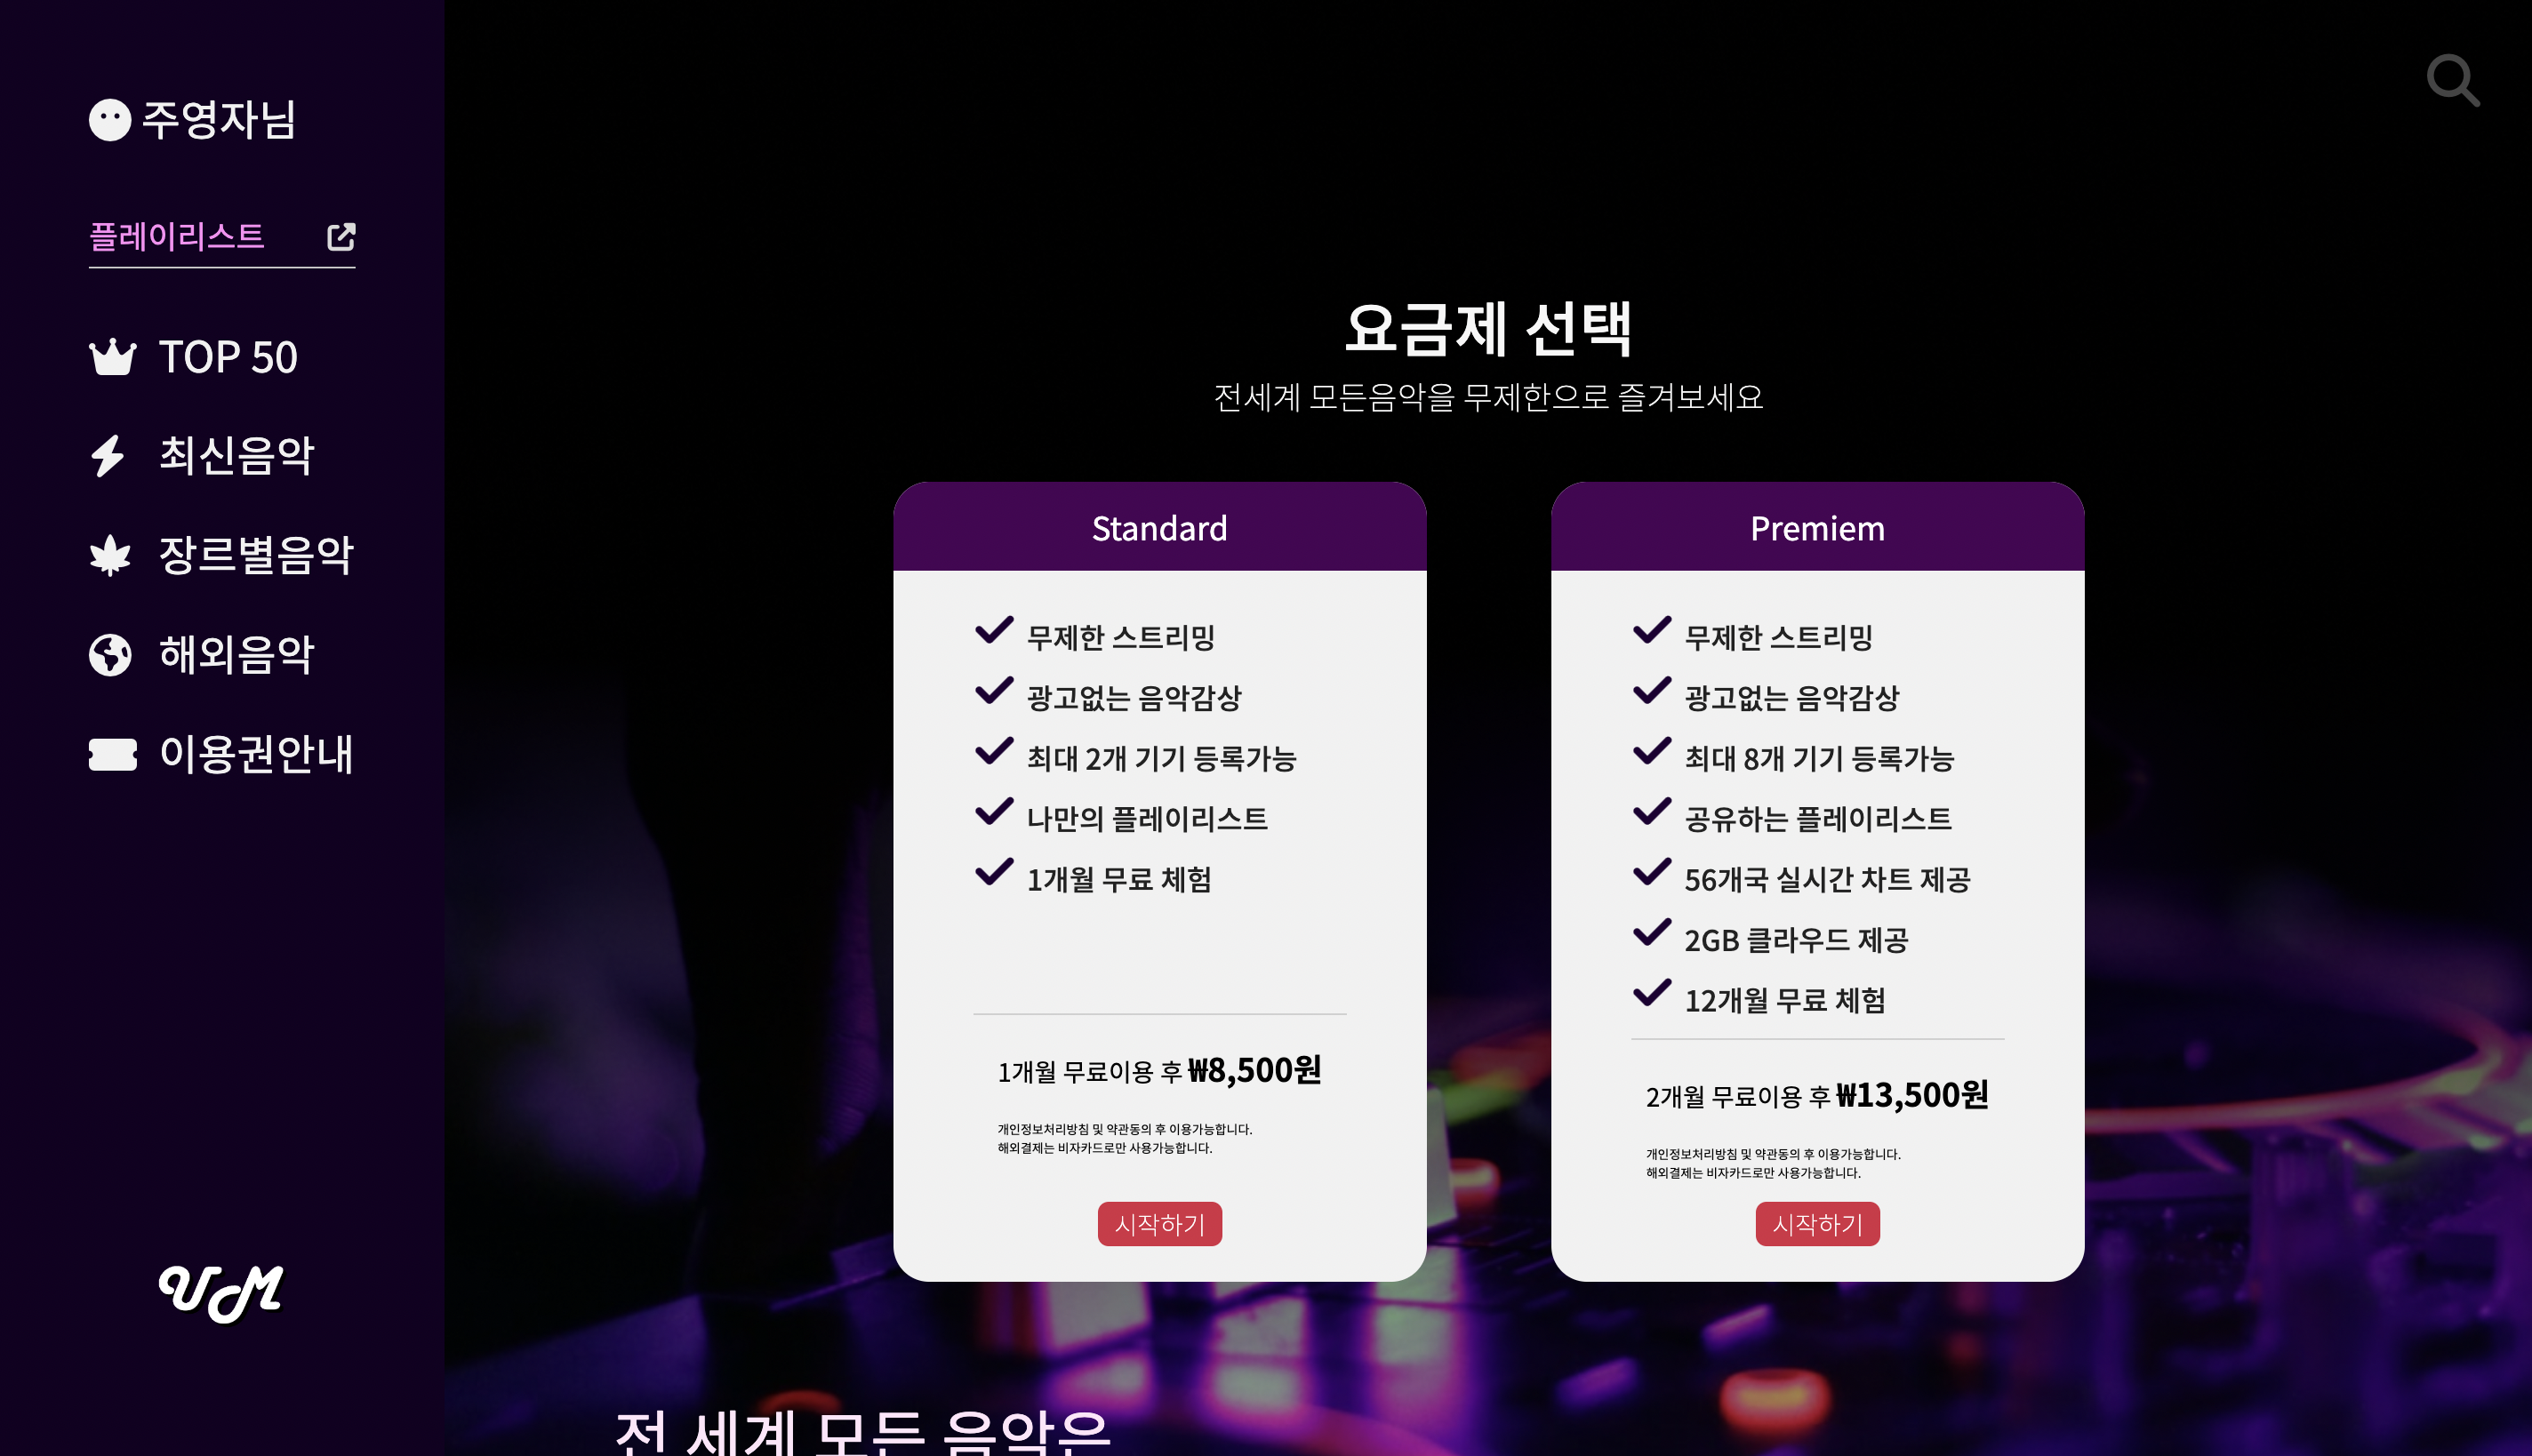 주영자님
플레이리스트
TOP 50
최신음악
장르별음악
해외음악
이용권안내
VM
요금제 선택
전세계 모든음악을 무제한으로 즐겨보세요
Standard
무제한 스트리밍
광고없는 음악감상
최대 2개 기기 등록가능
나만의 플레이리스트
1개월 무료 체험
1개월 무료이용 후 ₩8,500원
개인정보처리방침 및 약관동의 후 이용가능합니다.
해외결제는 비자카드로만 사용가능합니다.
시작하기
Premiem
무제한 스트리밍
광고없는 음악감상
최대 8개 기기 등록가능
공유하는 플레이리스트
56개국 실시간 차트 제공
2GB 클라우드 제공
12개월 무료 체험
2개월 무료이용 후 ₩13,500원
개인정보처리방침 및 약관동의 후 이용가능합니다.
해외결제는 비자카드로만 사용가능합니다.
시작하기
전 세계 모든 음악은